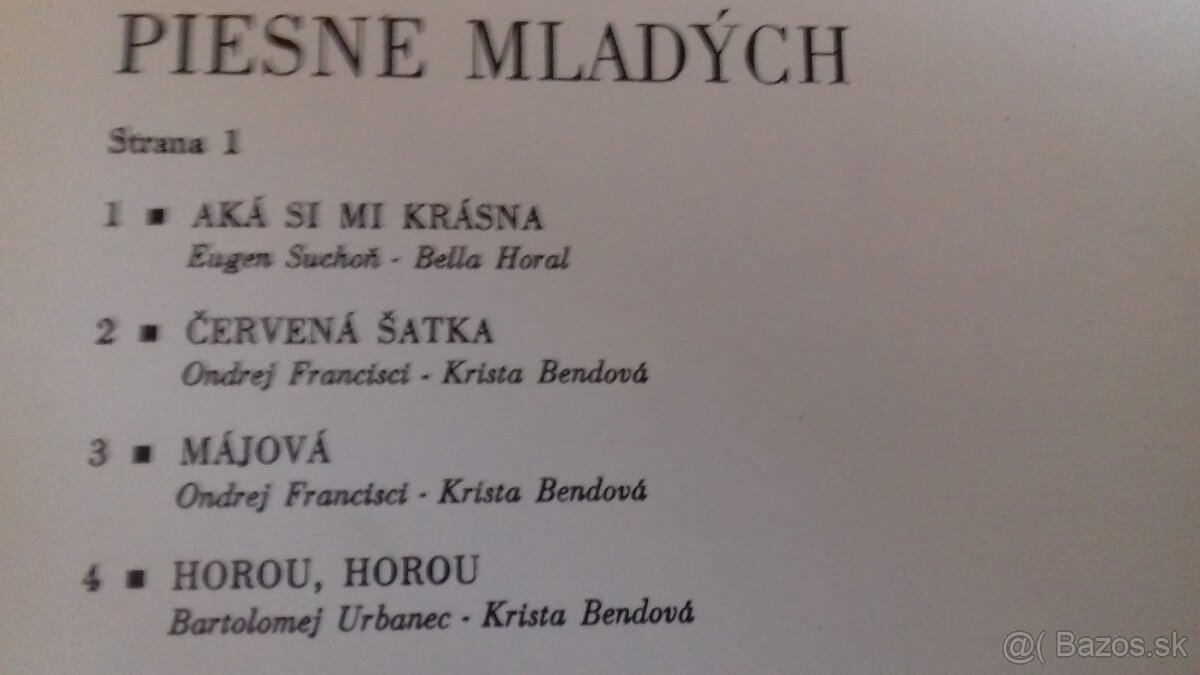 PIESNE MLADÝCH
Strana 1
1 ■ AKÁ SI MI KRÁSNA
Eugen Suchoň - Bella Horal
2 ■ ČERVENÁ ŠATKA
Ondrej Francisci - Krista Bendová
3 ■ MÁJOVÁ
Ondrej Francisci - Krista Bendová
4 ■ HOROU, HOROU
Bartolomej Urbanec - Krista Bendová
@( Bazos.sk